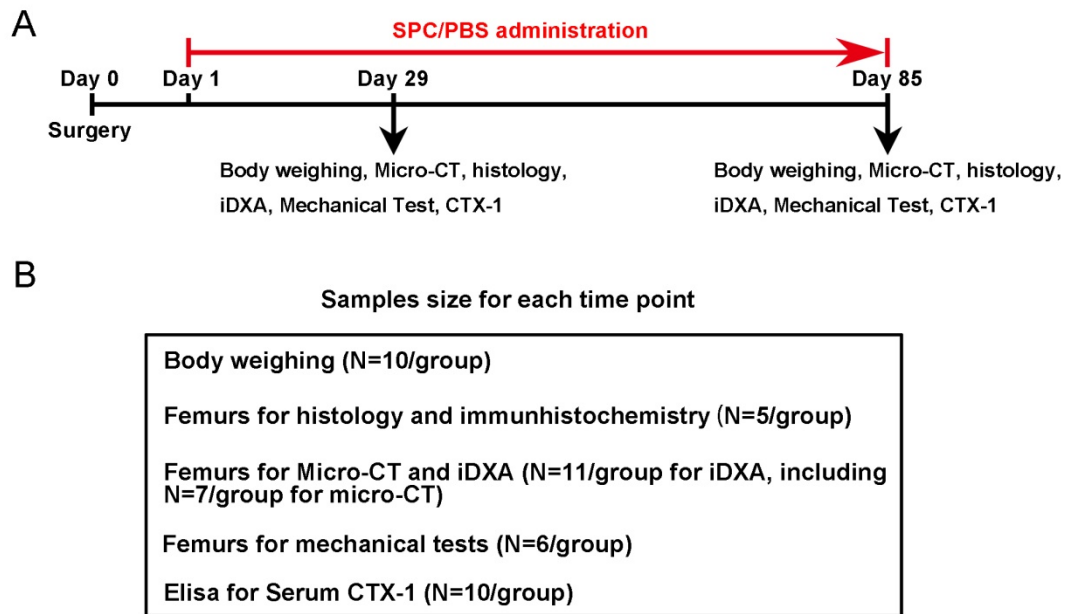 A
SPC/PBS administration
Day 0
Day 1
Day 29
Day 85
Surgery
Body weighing, Micro-CT, histology,
iDXA, Mechanical Test, CTX-1
Body weighing, Micro-CT, histology,
iDXA, Mechanical Test, CTX-1
B
Samples size for each time point
Body weighing (N=10/group)
Femurs for histology and immunhistochemistry (N=5/group)
Femurs for Micro-CT and iDXA (N=11/group for iDXA, including
N=7/group for micro-CT)
Femurs for mechanical tests (N=6/group)
Elisa for Serum CTX-1 (N=10/group)